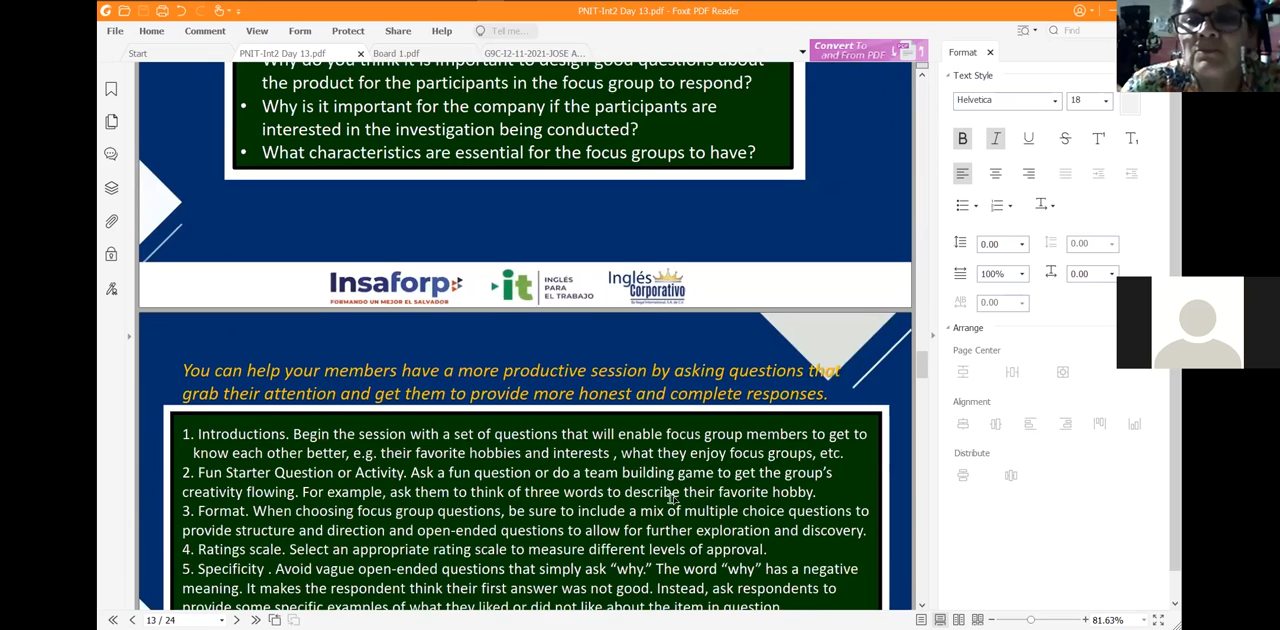 PNIT-Int2 Day 13.pdf - Foxit PDF Reader
File Home Comment View Form Protect Share Help Tell me... Find
Start PNIT-Int2 Day 13.pdf Board 1.pdf G9C-I2-11-2021-JOSE A...
Convert To
and From PDF
Format
Why do you think it is important to design good questions about
the product for the participants in the focus group to respond?
• Why is it important for the company if the participants are
interested in the investigation being conducted?
• What characteristics are essential for the focus groups to have?
Insaforp
FORMANDO UN MEJOR EL SALVADOR
it
INGLÉS
PARA
EL TRABAJO
Inglés
Corporativo
You can help your members have a more productive session by asking questions that
grab their attention and get them to provide more honest and complete responses.
1. Introductions. Begin the session with a set of questions that will enable focus group members to get to
know each other better, e.g. their favorite hobbies and interests , what they enjoy focus groups, etc.
2. Fun Starter Question or Activity. Ask a fun question or do a team building game to get the group's
creativity flowing. For example, ask them to think of three words to describe their favorite hobby.
3. Format. When choosing focus group questions, be sure to include a mix of multiple choice questions to
provide structure and direction and open-ended questions to allow for further exploration and discovery.
4. Ratings scale. Select an appropriate rating scale to measure different levels of approval.
5. Specificity . Avoid vague open-ended questions that simply ask “why.” The word “why” has a negative
meaning. It makes the respondent think their first answer was not good. Instead, ask respondents to
provide some specific examples of what they liked or did not like about the item in question.
Text Style
Helvetica 18
B I U S T T
0.00 0.00
100% 0.00
0.00
Arrange
Page Center
Alignment
Distribute
13 / 24
81.63%